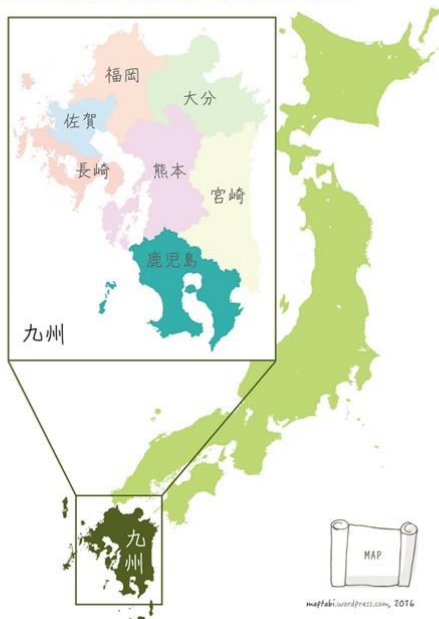 福岡
大分
佐賀
長崎
熊本
宮崎
鹿児島
九州
九州
MAP
maptabi.wordpress.com, 2016